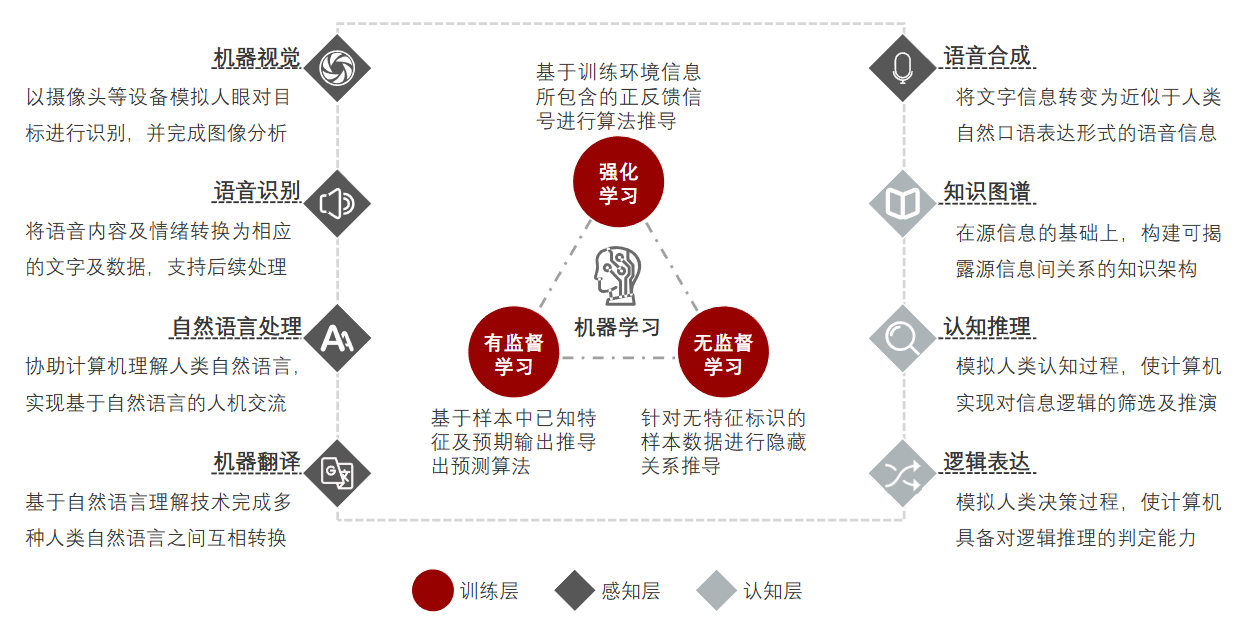 机器视觉
以摄像头等设备模拟人眼对目
标进行识别，并完成图像分析
语音识别
将语音内容及情绪转换为相应
的文字及数据，支持后续处理
自然语言处理
协助计算机理解人类自然语言，
实现基于自然语言的人机交流
机器翻译
基于自然语言理解技术完成多
种人类自然语言之间互相转换
基于训练环境信息
所包含的正反馈信
号进行算法推导
强化
学习
机器学习
有监督
学习
基于样本中已知特
征及预期输出推导
出预测算法
无监督
学习
针对无特征标识的
样本数据进行隐藏
关系推导
语音合成
将文字信息转变为近似于人类
自然口语表达形式的语音信息
知识图谱
在源信息的基础上，构建可揭
露源信息间关系的知识架构
认知推理
模拟人类认知过程，使计算机
实现对信息逻辑的筛选及推演
逻辑表达
模拟人类决策过程，使计算机
具备对逻辑推理的判定能力
训练层
感知层
认知层